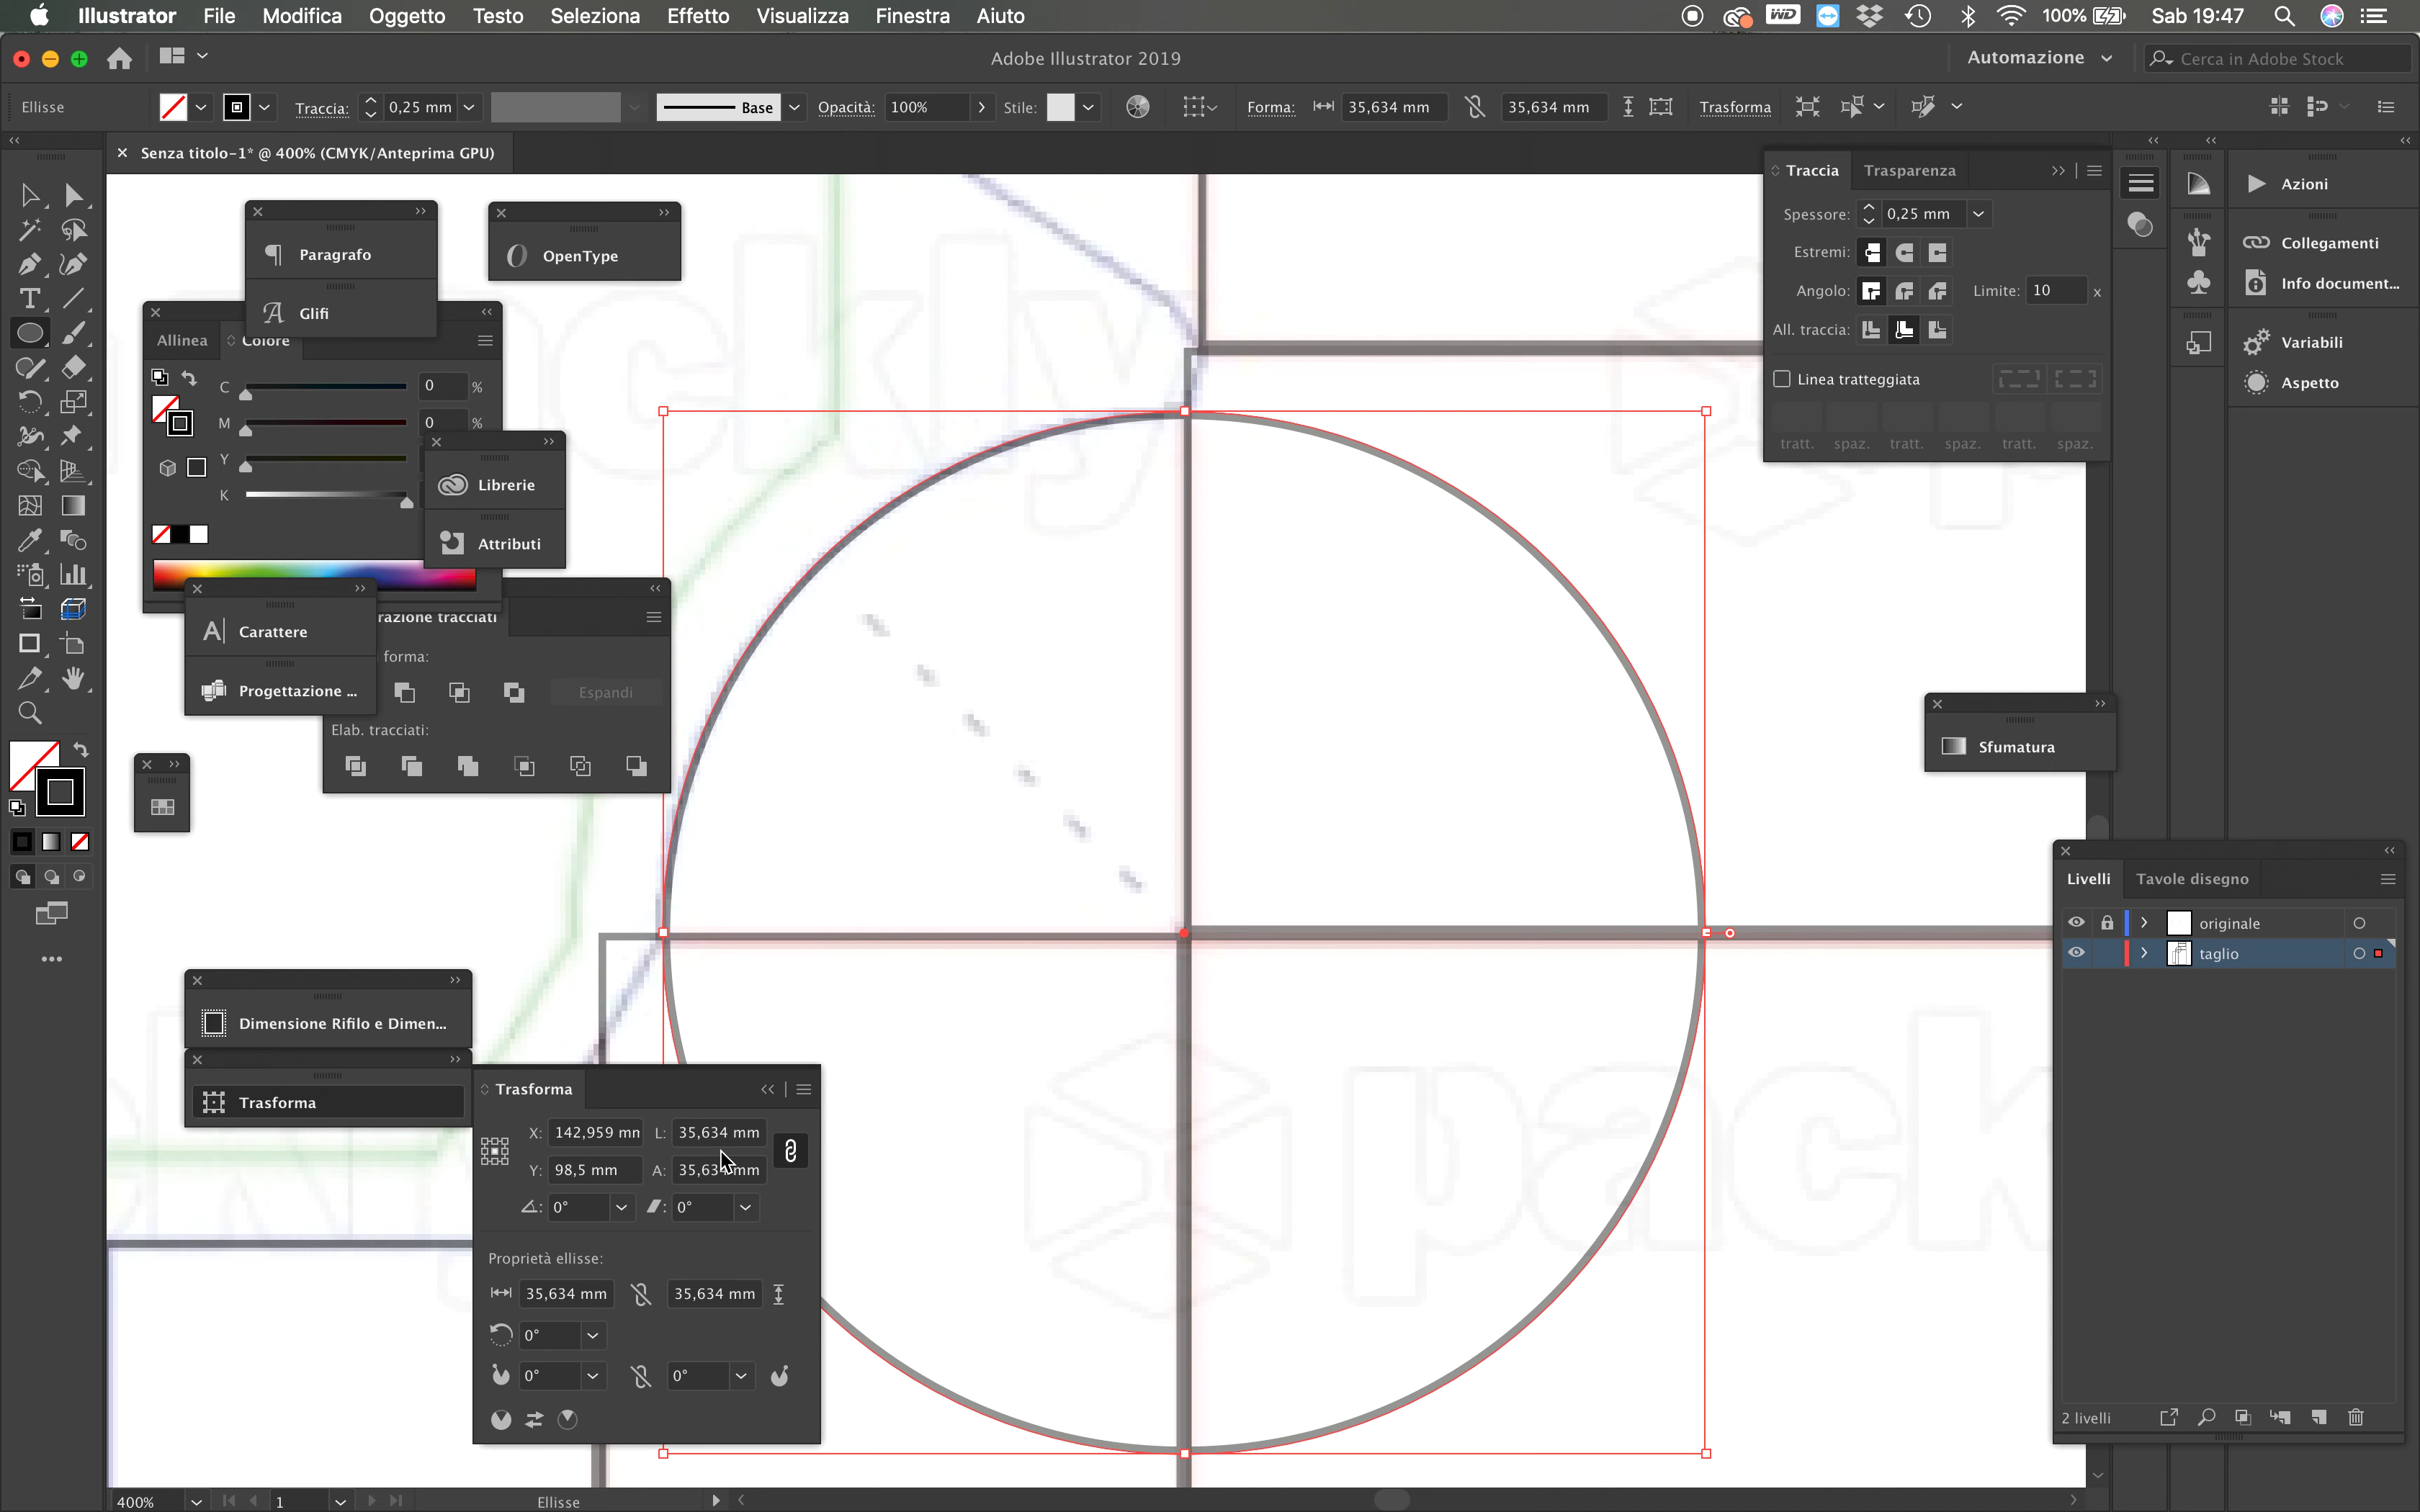 Illustrator File Modifica Oggetto Testo Seleziona Effetto Visualizza Finestra Aiuto
WD 100% Sab 19:47
Adobe Illustrator 2019
Automazione
Cerca in Adobe Stock
Ellisse
Traccia: 0,25 mm
Base
Opacità: 100%
Stile:
Forma: 35,634 mm 35,634 mm
Trasforma
× Senza titolo-1* @ 400% (CMYK/Anteprima GPU)
Paragrafo
Glifi
OpenType
Allinea Colore
C 0 %
M 0 %
Y
K
Librerie
Attributi
Carattere
Progettazione ...
razione tracciati
forma:
Espandi
Elab. tracciati:
Dimensione Rifilo e Dimen...
Trasforma
Trasforma
X: 142,959 mn L: 35,634 mm
Y: 98,5 mm A: 35,634 mm
0° 0°
Proprietà ellisse:
35,634 mm 35,634 mm
0°
0° 0°
Traccia Trasparenza
Spessore: 0,25 mm
Estremi:
Angolo: Limite: 10 x
All. traccia:
Linea tratteggiata
tratt. spaz. tratt. spaz. tratt. spaz.
Azioni
Collegamenti
Info document...
Variabili
Aspetto
Sfumatura
Livelli Tavole disegno
originale
taglio
2 livelli
packly
pack
400% 1 Ellisse